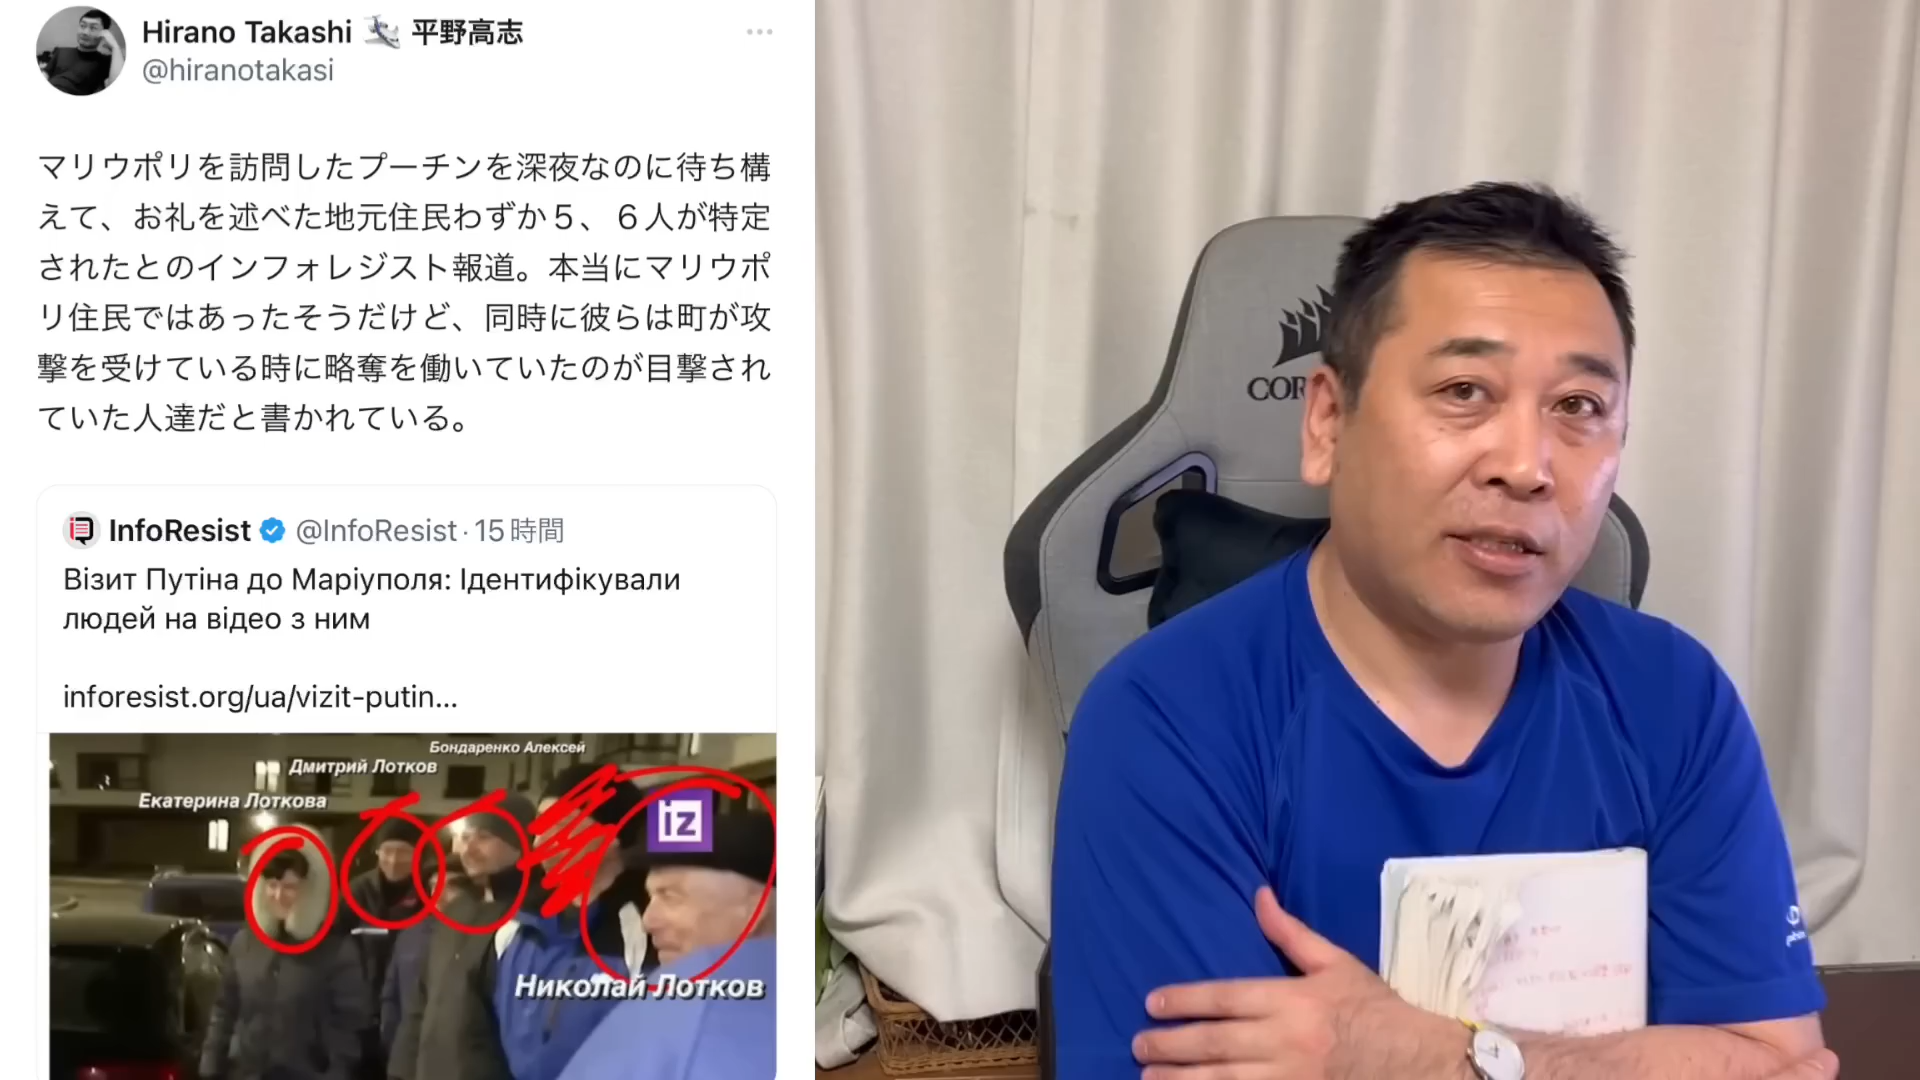 Hirano Takashi 平野高志
@hiranotakasi
マリウポリを訪問したプーチンを深夜なのに待ち構
えて、お礼を述べた地元住民わずか５、６人が特定
されたとのインフォレジスト報道。本当にマリウポ
リ住民ではあったそうだけど、同時に彼らは町が攻
撃を受けている時に略奪を働いていたのが目撃され
ていた人達だと書かれている。
InfoResist @InfoResist · 15時間
Візит Путіна до Маріуполя: Ідентифікували
людей на відео з ним
inforesist.org/ua/vizit-putin...
Бондаренко Алексей
Дмитрий Лотков
Екатерина Лоткова
iz
Николай Лотков
COR